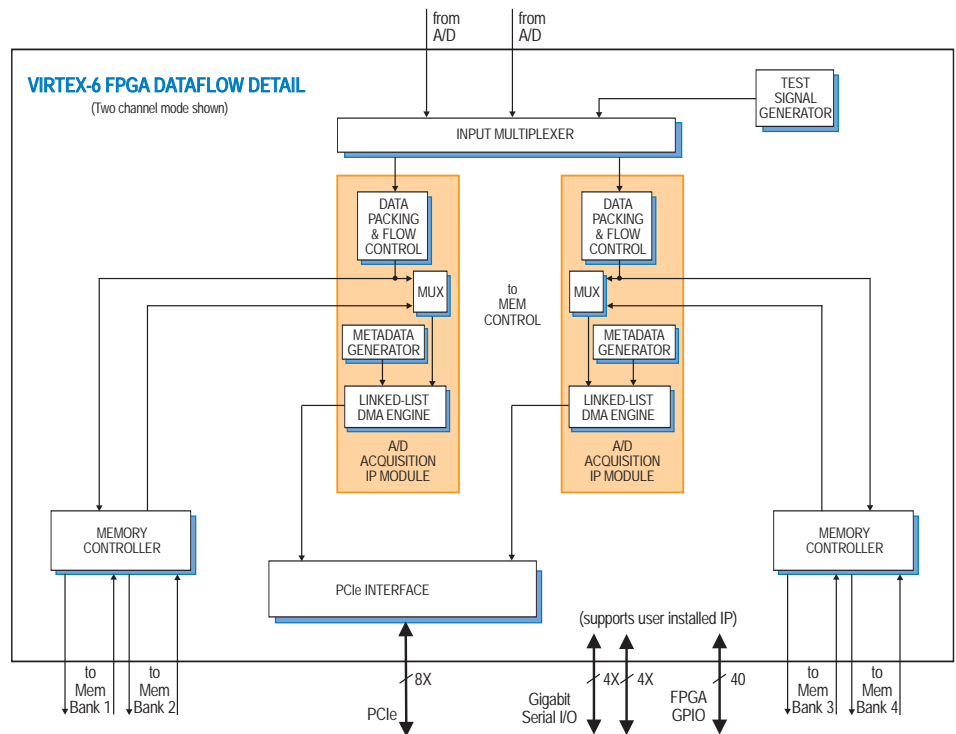 from
A/D
from
A/D
VIRTEX-6 FPGA DATAFLOW DETAIL
(Two channel mode shown)
TEST
SIGNAL
GENERATOR
INPUT MULTIPLEXER
DATA
PACKING
& FLOW
CONTROL
DATA
PACKING
& FLOW
CONTROL
MUX
to
MEM
CONTROL
MUX
METADATA
GENERATOR
METADATA
GENERATOR
LINKED-LIST
DMA ENGINE
LINKED-LIST
DMA ENGINE
A/D
ACQUISITION
IP MODULE
A/D
ACQUISITION
IP MODULE
MEMORY
CONTROLLER
MEMORY
CONTROLLER
PCIe INTERFACE
(supports user installed IP)
to
Mem
Bank 1
to
Mem
Bank 2
8X
PCIe
4X
4X
Gigabit
Serial I/O
40
FPGA
GPIO
to
Mem
Bank 3
to
Mem
Bank 4